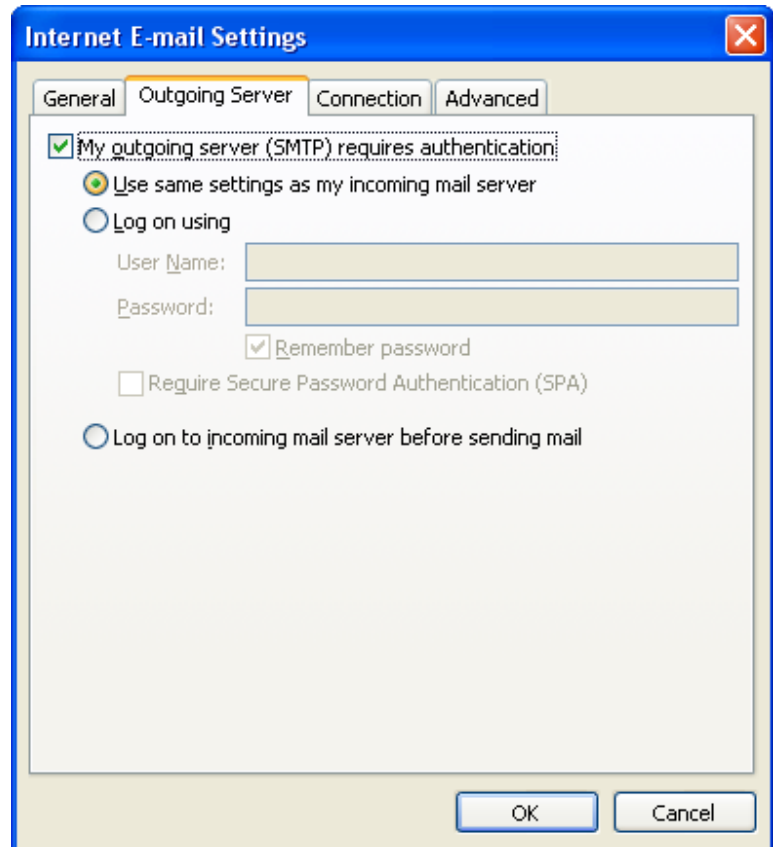 Internet E-mail Settings
General Outgoing Server Connection Advanced
My outgoing server (SMTP) requires authentication
Use same settings as my incoming mail server
Log on using
User Name:
Password:
Remember password
Require Secure Password Authentication (SPA)
Log on to incoming mail server before sending mail
OK Cancel